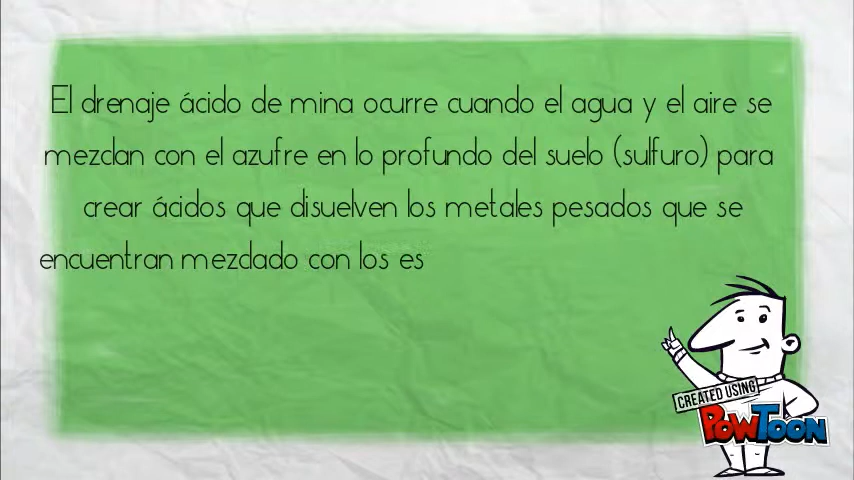 El drenaje ácido de mina ocurre cuando el agua y el aire se
mezclan con el azufre en lo profundo del suelo (sulfuro) para
crear ácidos que disuelven los metales pesados que se
encuentran mezclado con los es
CREATED USING
POWTOON